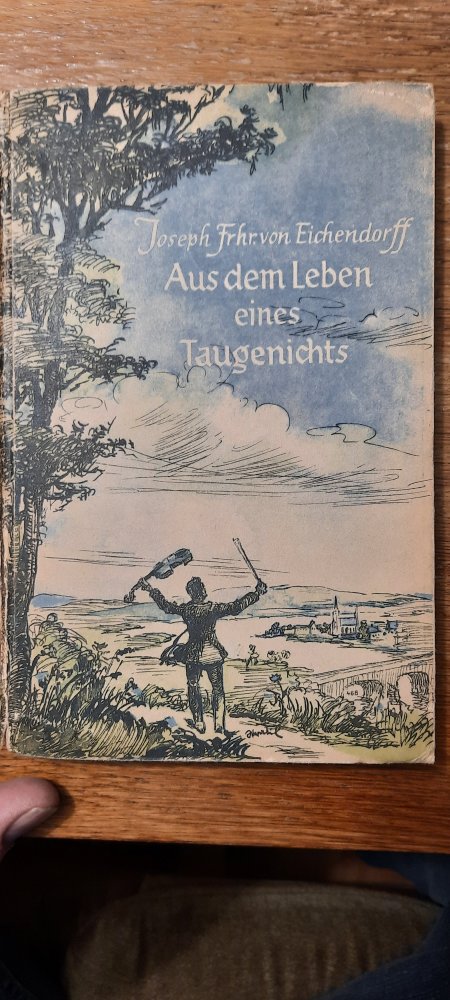 Joseph Frhr. von Eichendorff
Aus dem Leben
eines
Taugenichts